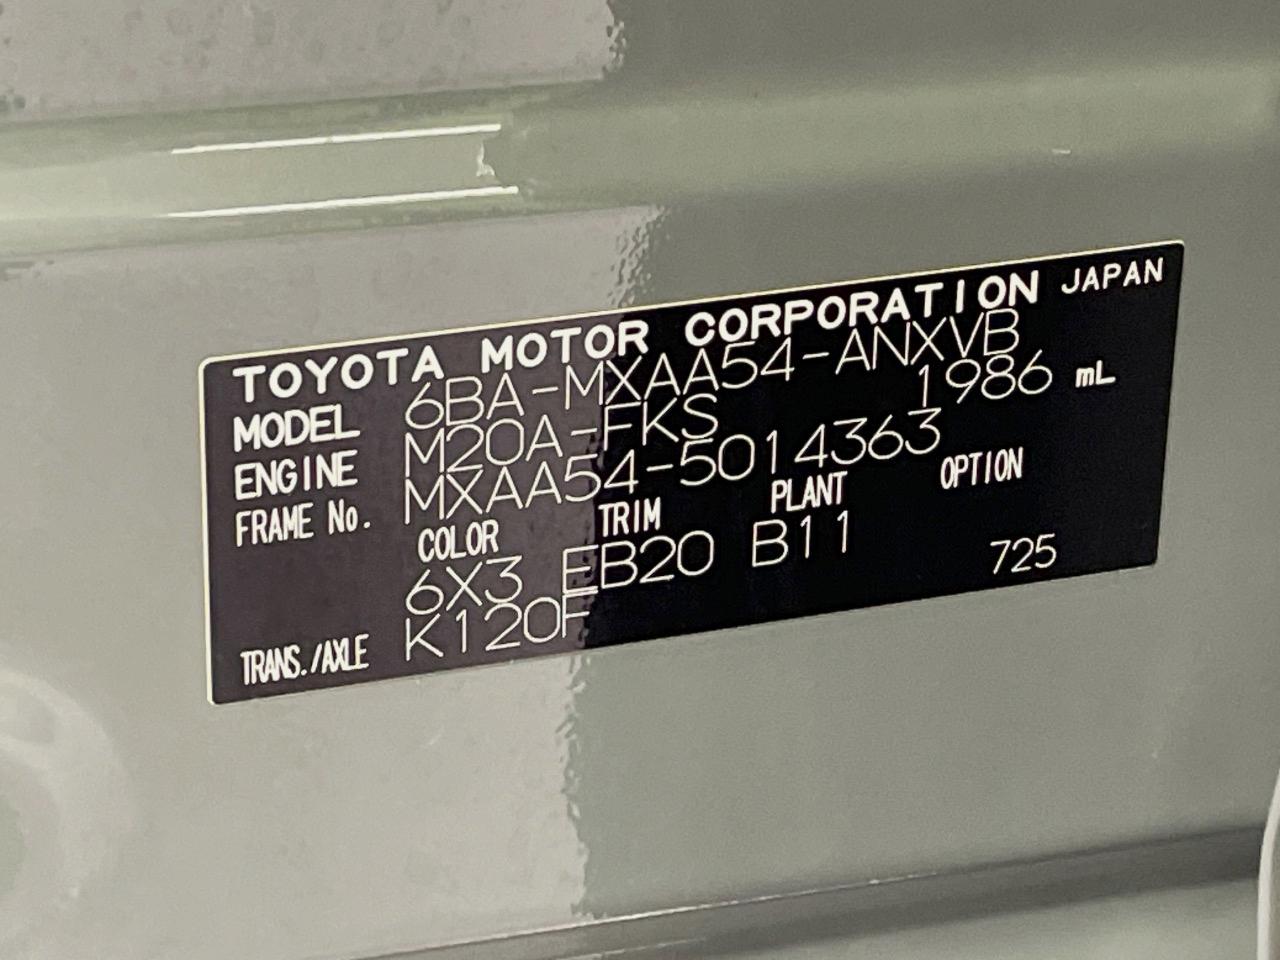 TOYOTA MOTOR CORPORATION JAPAN
MODEL 6BA-MXAA54-ANXVB
ENGINE M20A-FKS 1986 mL
FRAME No. MXAA54-5014363
COLOR TRIM PLANT OPTION
6X3 EB20 B11
TRANS./AXLE K120F 725